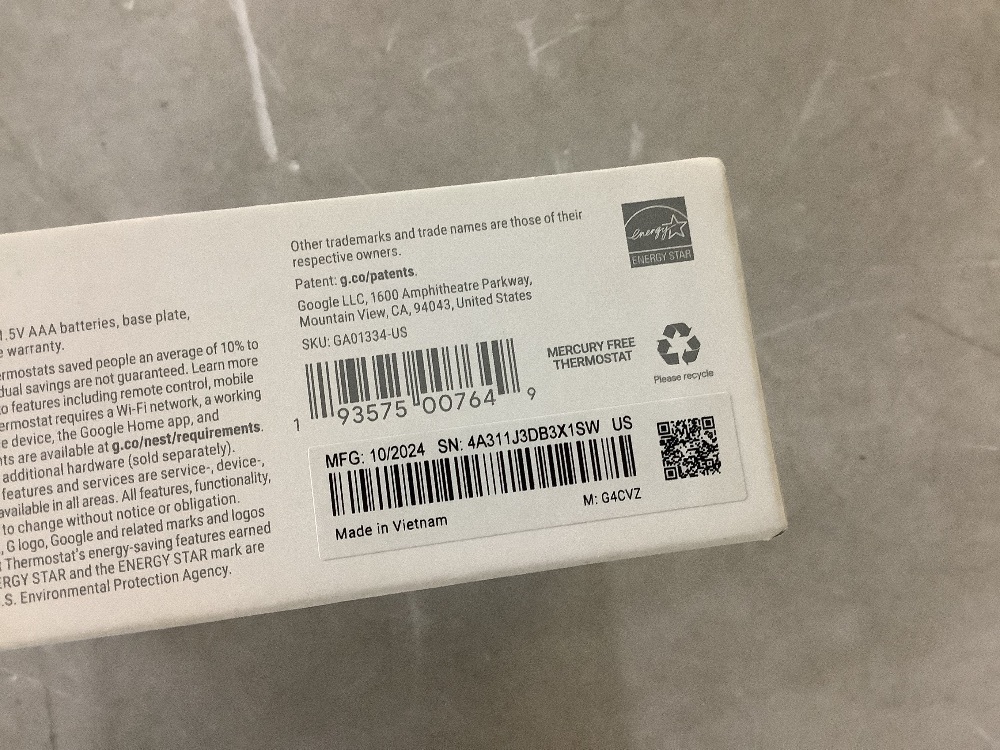 1.5V AAA batteries, base plate,
warranty.
saved people an average of 10% to
savings are not guaranteed. Learn more
features including remote control, mobile
requires a Wi-Fi network, a working
device, the Google Home app, and
are available at g.co/nest/requirements.
additional hardware (sold separately).
features and services are service-, device-,
available in all areas. All features, functionality,
to change without notice or obligation.
, G logo, Google and related marks and logos
Thermostat's energy-saving features earned
STAR and the ENERGY STAR mark are
.S. Environmental Protection Agency.
Other trademarks and trade names are those of their
respective owners.
Patent: g.co/patents.
Google LLC, 1600 Amphitheatre Parkway,
Mountain View, CA, 94043, United States
SKU: GA01334-US
1 93575 00764 9
energy
ENERGY STAR
MERCURY FREE
THERMOSTAT
Please recycle
MFG: 10/2024 SN: 4A311J3DB3X1SW US
M: G4CVZ
Made in Vietnam